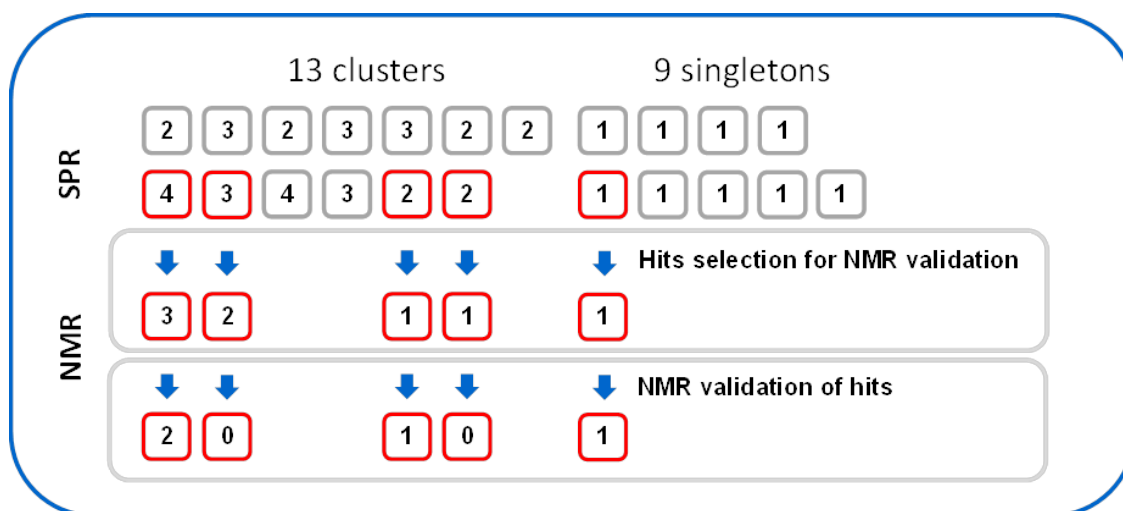 13 clusters 9 singletons
SPR
2 3 2 3 3 2 2 1 1 1 1
4 3 4 3 2 2 1 1 1 1 1
NMR
Hits selection for NMR validation
3 2 1 1 1
NMR validation of hits
2 0 1 0 1